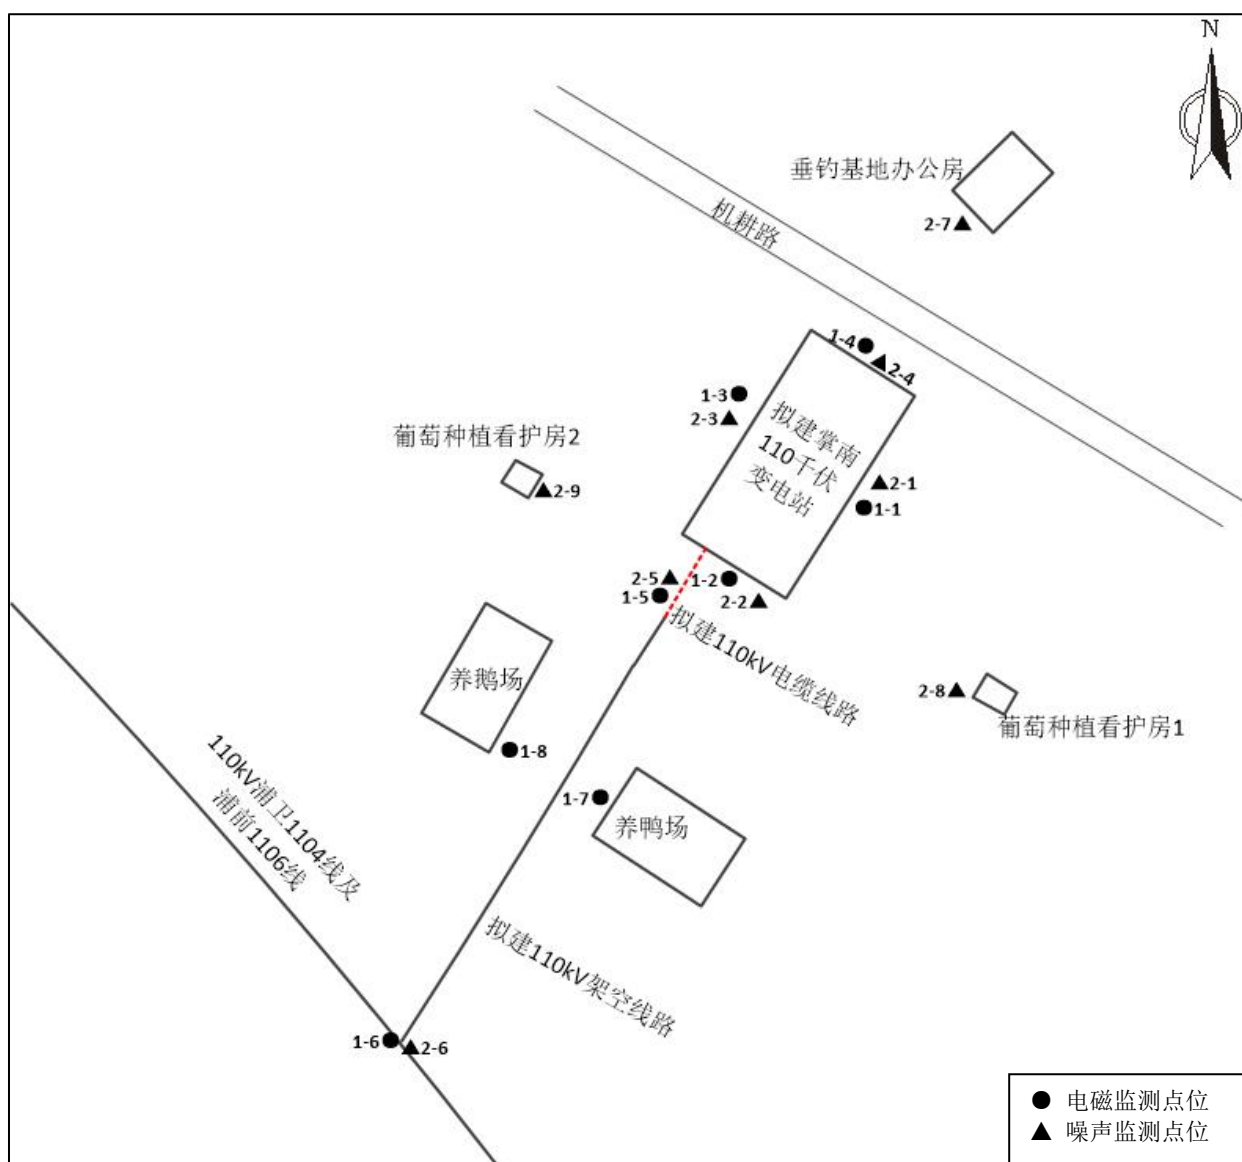 N
垂钓基地办公房
2-7
机耕路
1-4
2-4
1-3
2-3
拟建掌南
110千伏
变电站
葡萄种植看护房2
2-9
2-1
1-1
2-5
1-2
1-5
2-2
拟建110kV电缆线路
养鹅场
2-8
葡萄种植看护房1
1-8
110kV浦卫1104线及
浦前1106线
1-7
养鸭场
拟建110kV架空线路
1-6
2-6
电磁监测点位
噪声监测点位